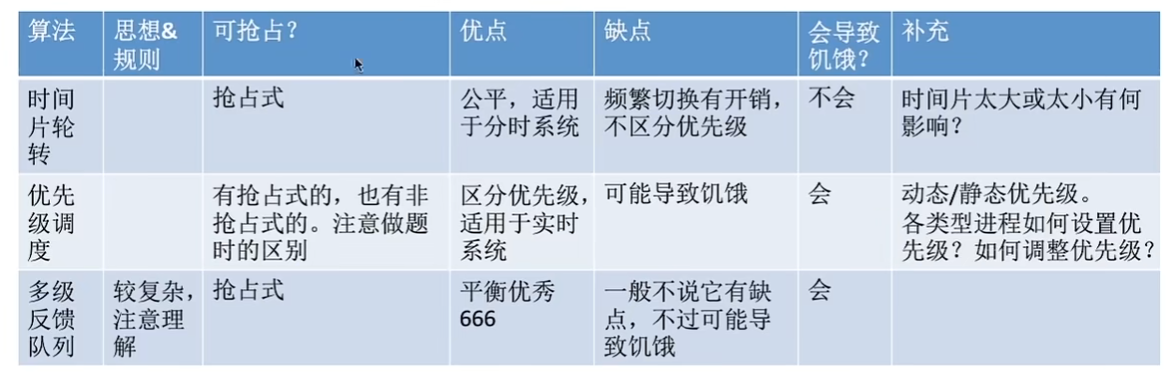 算法 思想& 可抢占？ 优点 缺点 会导致 补充
规则 饥饿？
时间 抢占式 公平，适用 频繁切换有开销， 不会 时间片太大或太小有何
片轮 于分时系统 不区分优先级 影响？
转
优先 有抢占式的，也有非 区分优先级， 可能导致饥饿 会 动态/静态优先级。
级调 抢占式的。注意做题 适用于实时 各类型进程如何设置优
度 时的区别 系统 先级？如何调整优先级？
多级 较复杂， 抢占式 平衡优秀 一般不说它有缺 会
反馈 注意理 666 点，不过可能导
队列 解 致饥饿